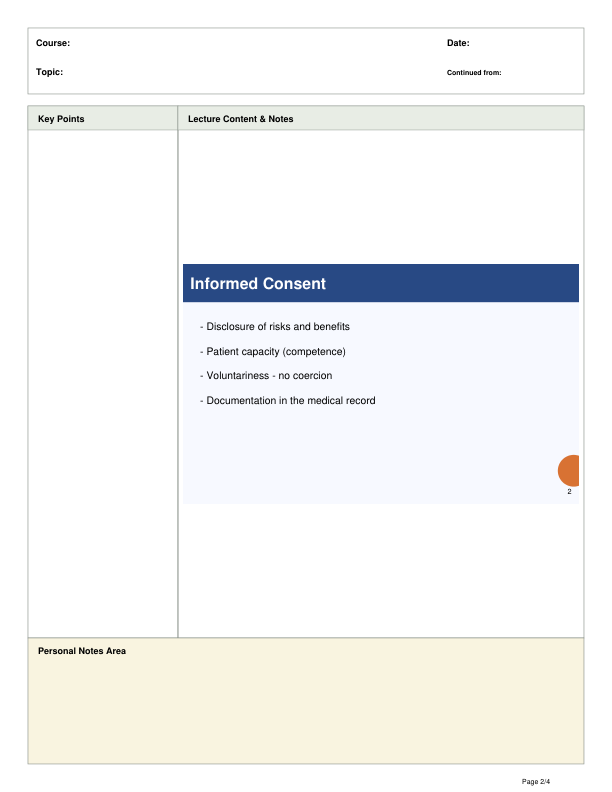 Course:
Date:
Topic:
Continued from:
Key Points
Lecture Content & Notes
Informed Consent
- Disclosure of risks and benefits
- Patient capacity (competence)
- Voluntariness - no coercion
- Documentation in the medical record
2
Personal Notes Area
Page 2/4